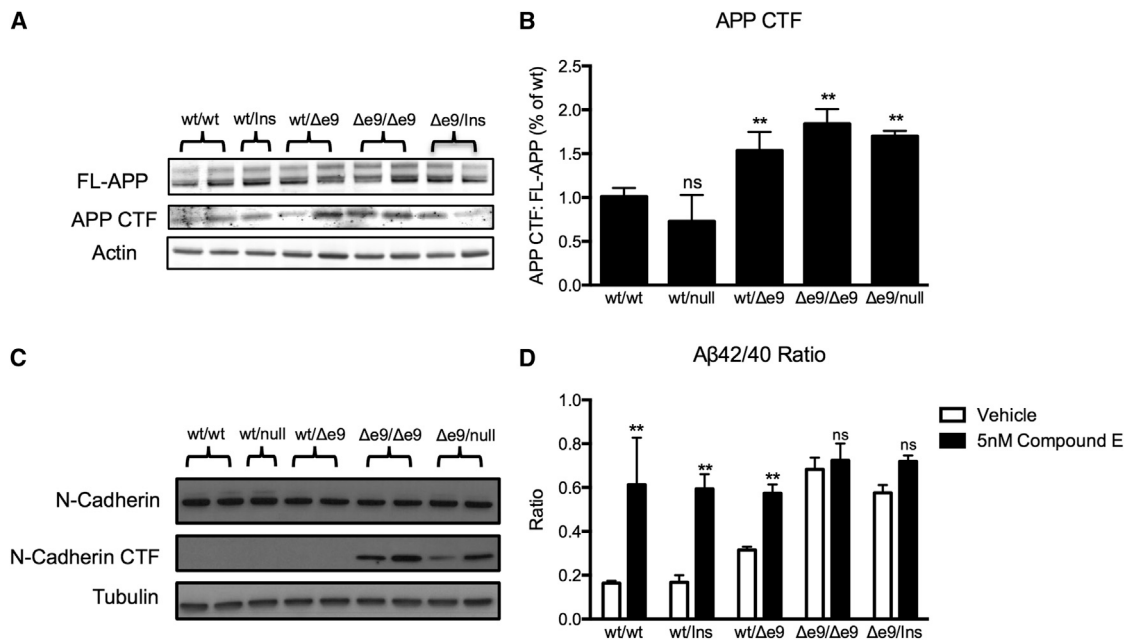 A
wt/wt wt/Ins wt/Δe9 Δe9/Δe9 Δe9/Ins
FL-APP
APP CTF
Actin
B
APP CTF
APP CTF: FL-APP (% of wt)
2.5
2.0
1.5
1.0
0.5
0.0
ns
**
**
**
wt/wt wt/null wt/Δe9 Δe9/Δe9 Δe9/null
C
wt/wt wt/null wt/Δe9 Δe9/Δe9 Δe9/null
N-Cadherin
N-Cadherin CTF
Tubulin
D
Aβ42/40 Ratio
Ratio
1.0
0.8
0.6
0.4
0.2
0.0
**
**
**
ns
ns
wt/wt wt/Ins wt/Δe9 Δe9/Δe9 Δe9/Ins
Vehicle
5nM Compound E